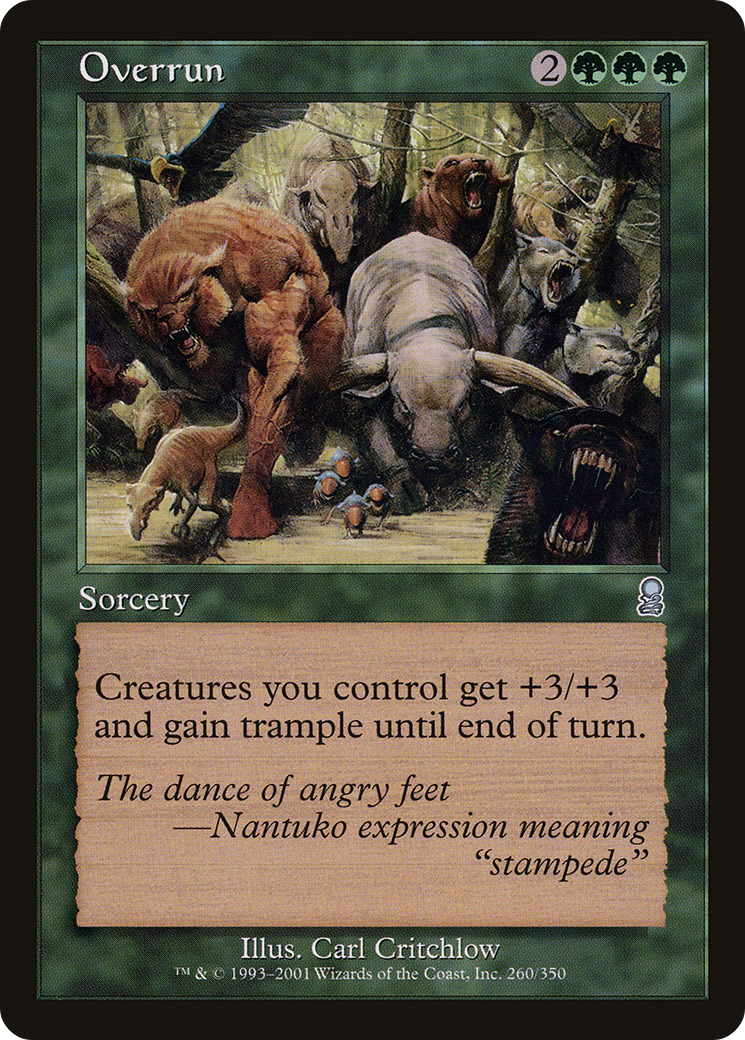 Overrun 2
Sorcery
Creatures you control get +3/+3
and gain trample until end of turn.
The dance of angry feet
—Nantuko expression meaning
“stampede”
Illus. Carl Critchlow
™ & © 1993–2001 Wizards of the Coast, Inc. 260/350